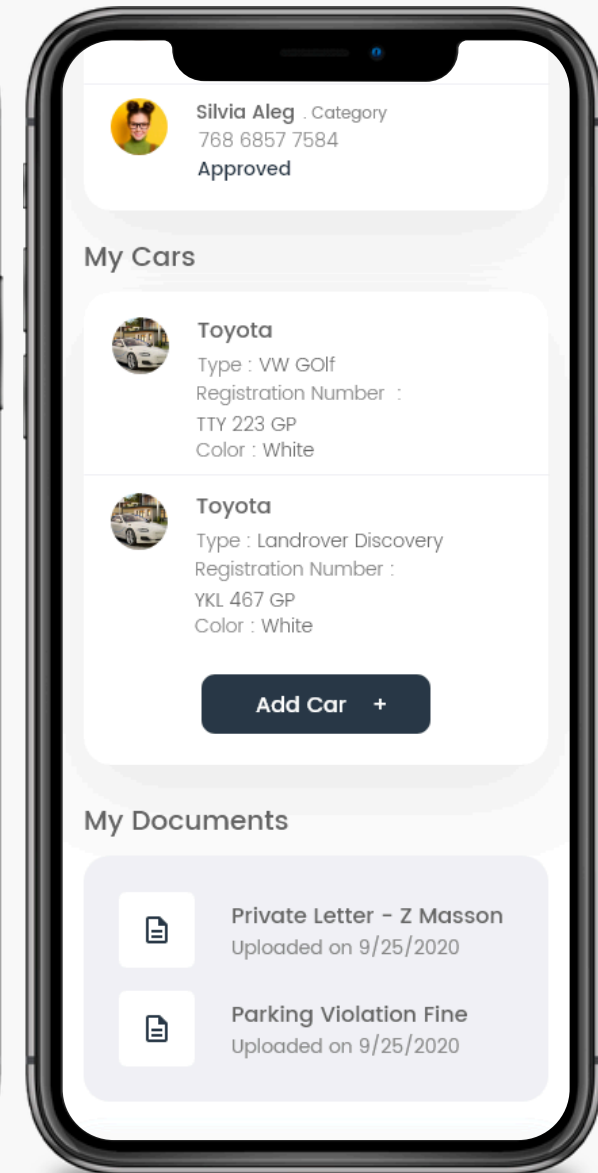 Silvia Aleg . Category
768 6857 7584
Approved
My Cars
Toyota
Type : VW GOlf
Registration Number :
TTY 223 GP
Color : White
Toyota
Type : Landrover Discovery
Registration Number :
YKL 467 GP
Color : White
Add Car +
My Documents
Private Letter - Z Masson
Uploaded on 9/25/2020
Parking Violation Fine
Uploaded on 9/25/2020